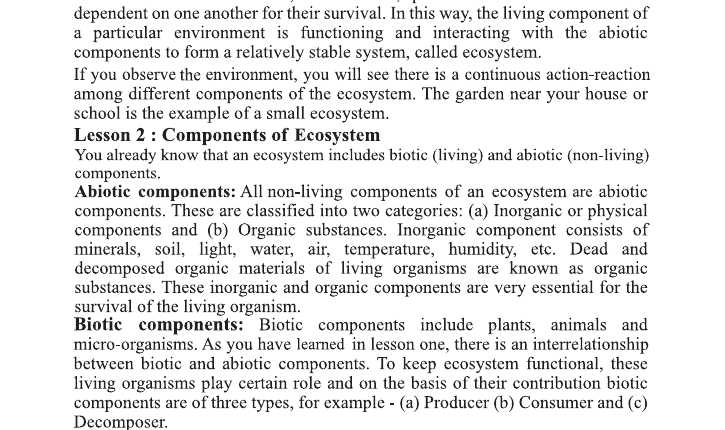 dependent on one another for their survival. In this way, the living component of
a particular environment is functioning and interacting with the abiotic
components to form a relatively stable system, called ecosystem.
If you observe the environment, you will see there is a continuous action-reaction
among different components of the ecosystem. The garden near your house or
school is the example of a small ecosystem.
Lesson 2 : Components of Ecosystem
You already know that an ecosystem includes biotic (living) and abiotic (non-living)
components.
Abiotic components: All non-living components of an ecosystem are abiotic
components. These are classified into two categories: (a) Inorganic or physical
components and (b) Organic substances. Inorganic component consists of
minerals, soil, light, water, air, temperature, humidity, etc. Dead and
decomposed organic materials of living organisms are known as organic
substances. These inorganic and organic components are very essential for the
survival of the living organism.
Biotic components: Biotic components include plants, animals and
micro-organisms. As you have learned in lesson one, there is an interrelationship
between biotic and abiotic components. To keep ecosystem functional, these
living organisms play certain role and on the basis of their contribution biotic
components are of three types, for example - (a) Producer (b) Consumer and (c)
Decomposer.